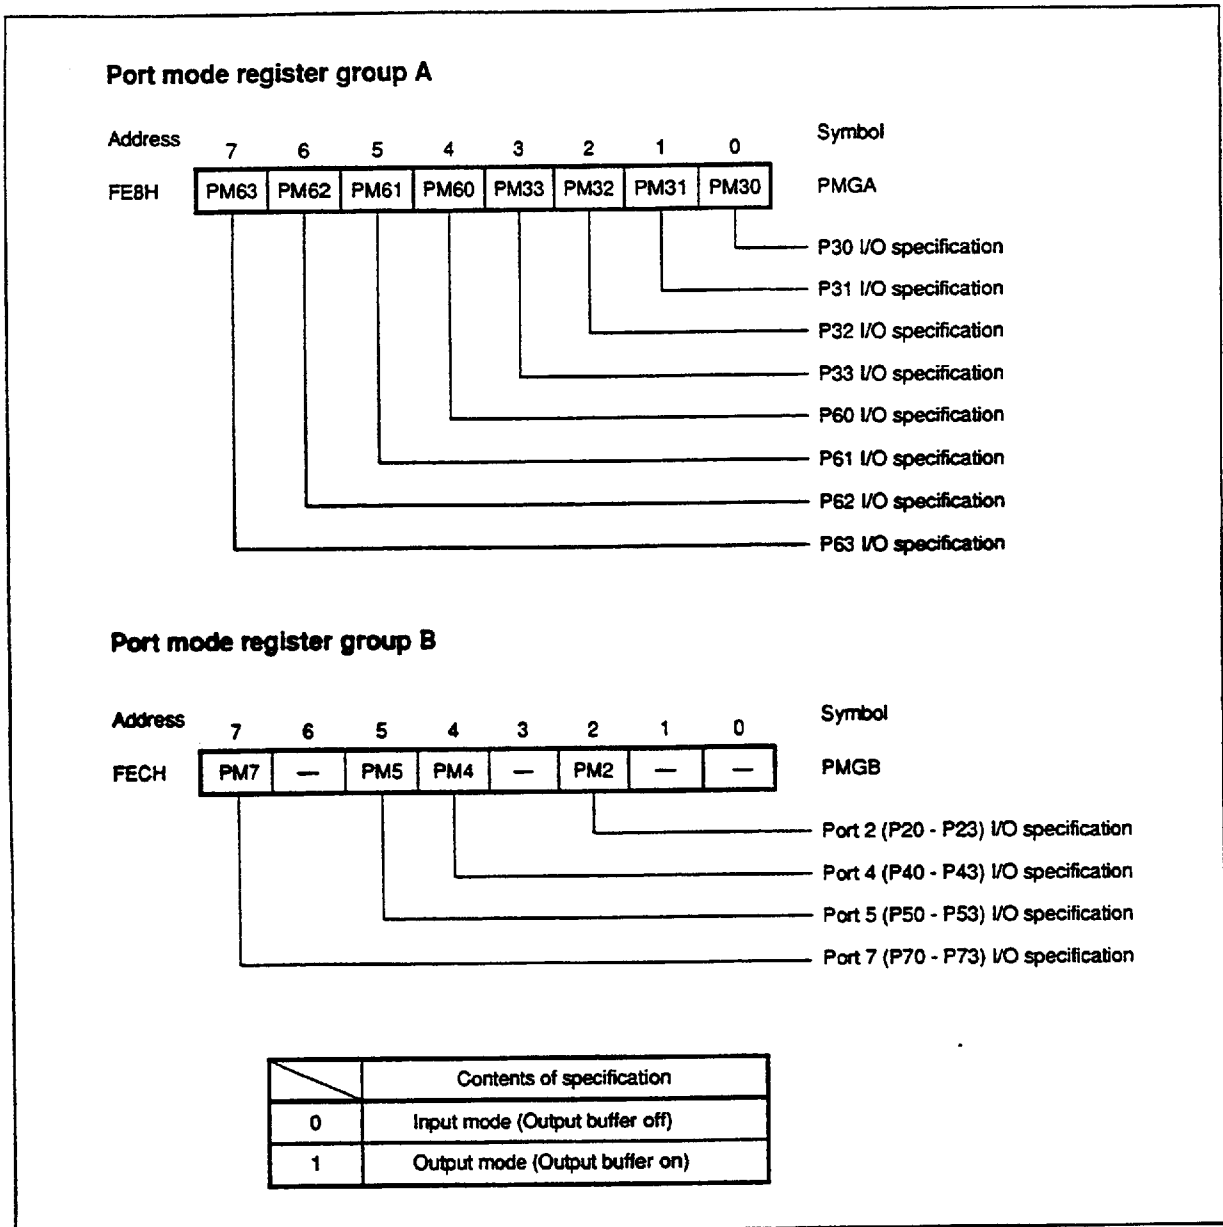 Port mode register group A
Address 7 6 5 4 3 2 1 0 Symbol
FE8H PM63 PM62 PM61 PM60 PM33 PM32 PM31 PM30 PMGA
P30 I/O specification
P31 I/O specification
P32 I/O specification
P33 I/O specification
P60 I/O specification
P61 I/O specification
P62 I/O specification
P63 I/O specification
Port mode register group B
Address 7 6 5 4 3 2 1 0 Symbol
FECH PM7 — PM5 PM4 — PM2 — — PMGB
Port 2 (P20 - P23) I/O specification
Port 4 (P40 - P43) I/O specification
Port 5 (P50 - P53) I/O specification
Port 7 (P70 - P73) I/O specification
Contents of specification
0 Input mode (Output buffer off)
1 Output mode (Output buffer on)